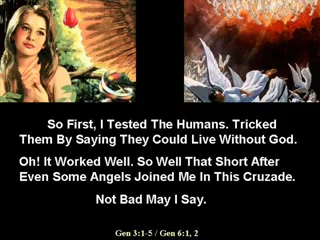 So First, I Tested The Humans. Tricked
Them By Saying They Could Live Without God.
Oh! It Worked Well. So Well That Short After
Even Some Angels Joined Me In This Cruzade.
Not Bad May I Say.
Gen 3:1-5 / Gen 6:1, 2